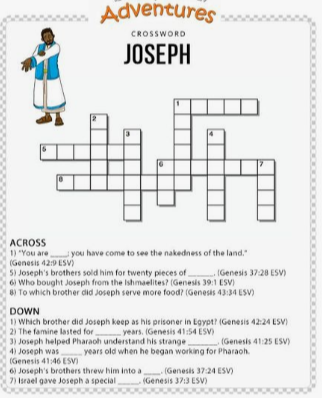 Adventures
CROSSWORD
JOSEPH
1
2
3
4
5
6
7
8
ACROSS
1) "You are ____; you have come to see the nakedness of the land."
(Genesis 42:9 ESV)
5) Joseph's brothers sold him for twenty pieces of ______. (Genesis 37:28 ESV)
6) Who bought Joseph from the Ishmaelites? (Genesis 39:1 ESV)
8) To which brother did Joseph serve more food? (Genesis 43:34 ESV)
DOWN
1) Which brother did Joseph keep as his prisoner in Egypt? (Genesis 42:24 ESV)
2) The famine lasted for ______ years. (Genesis 41:54 ESV)
3) Joseph helped Pharaoh understand his strange ______. (Genesis 41:25 ESV)
4) Joseph was _____ years old when he began working for Pharaoh.
(Genesis 41:46 ESV)
6) Joseph's brothers threw him into a ____. (Genesis 37:24 ESV)
7) Israel gave Joseph a special _____. (Genesis 37:3 ESV)